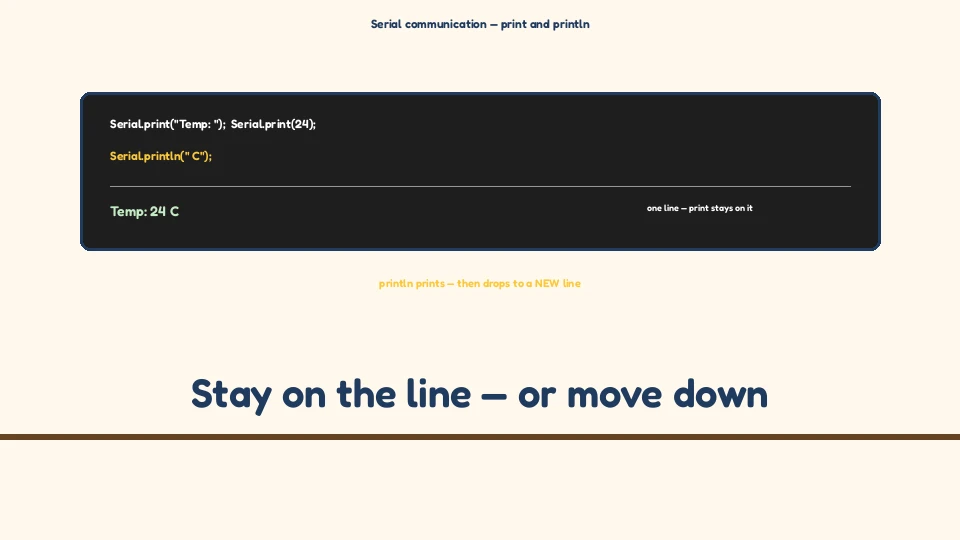 Serial communication — print and println
Serial.print("Temp: ");  Serial.print(24);
Serial.println(" C");
Temp: 24 C
one line — print stays on it
println prints — then drops to a NEW line
Stay on the line — or move down